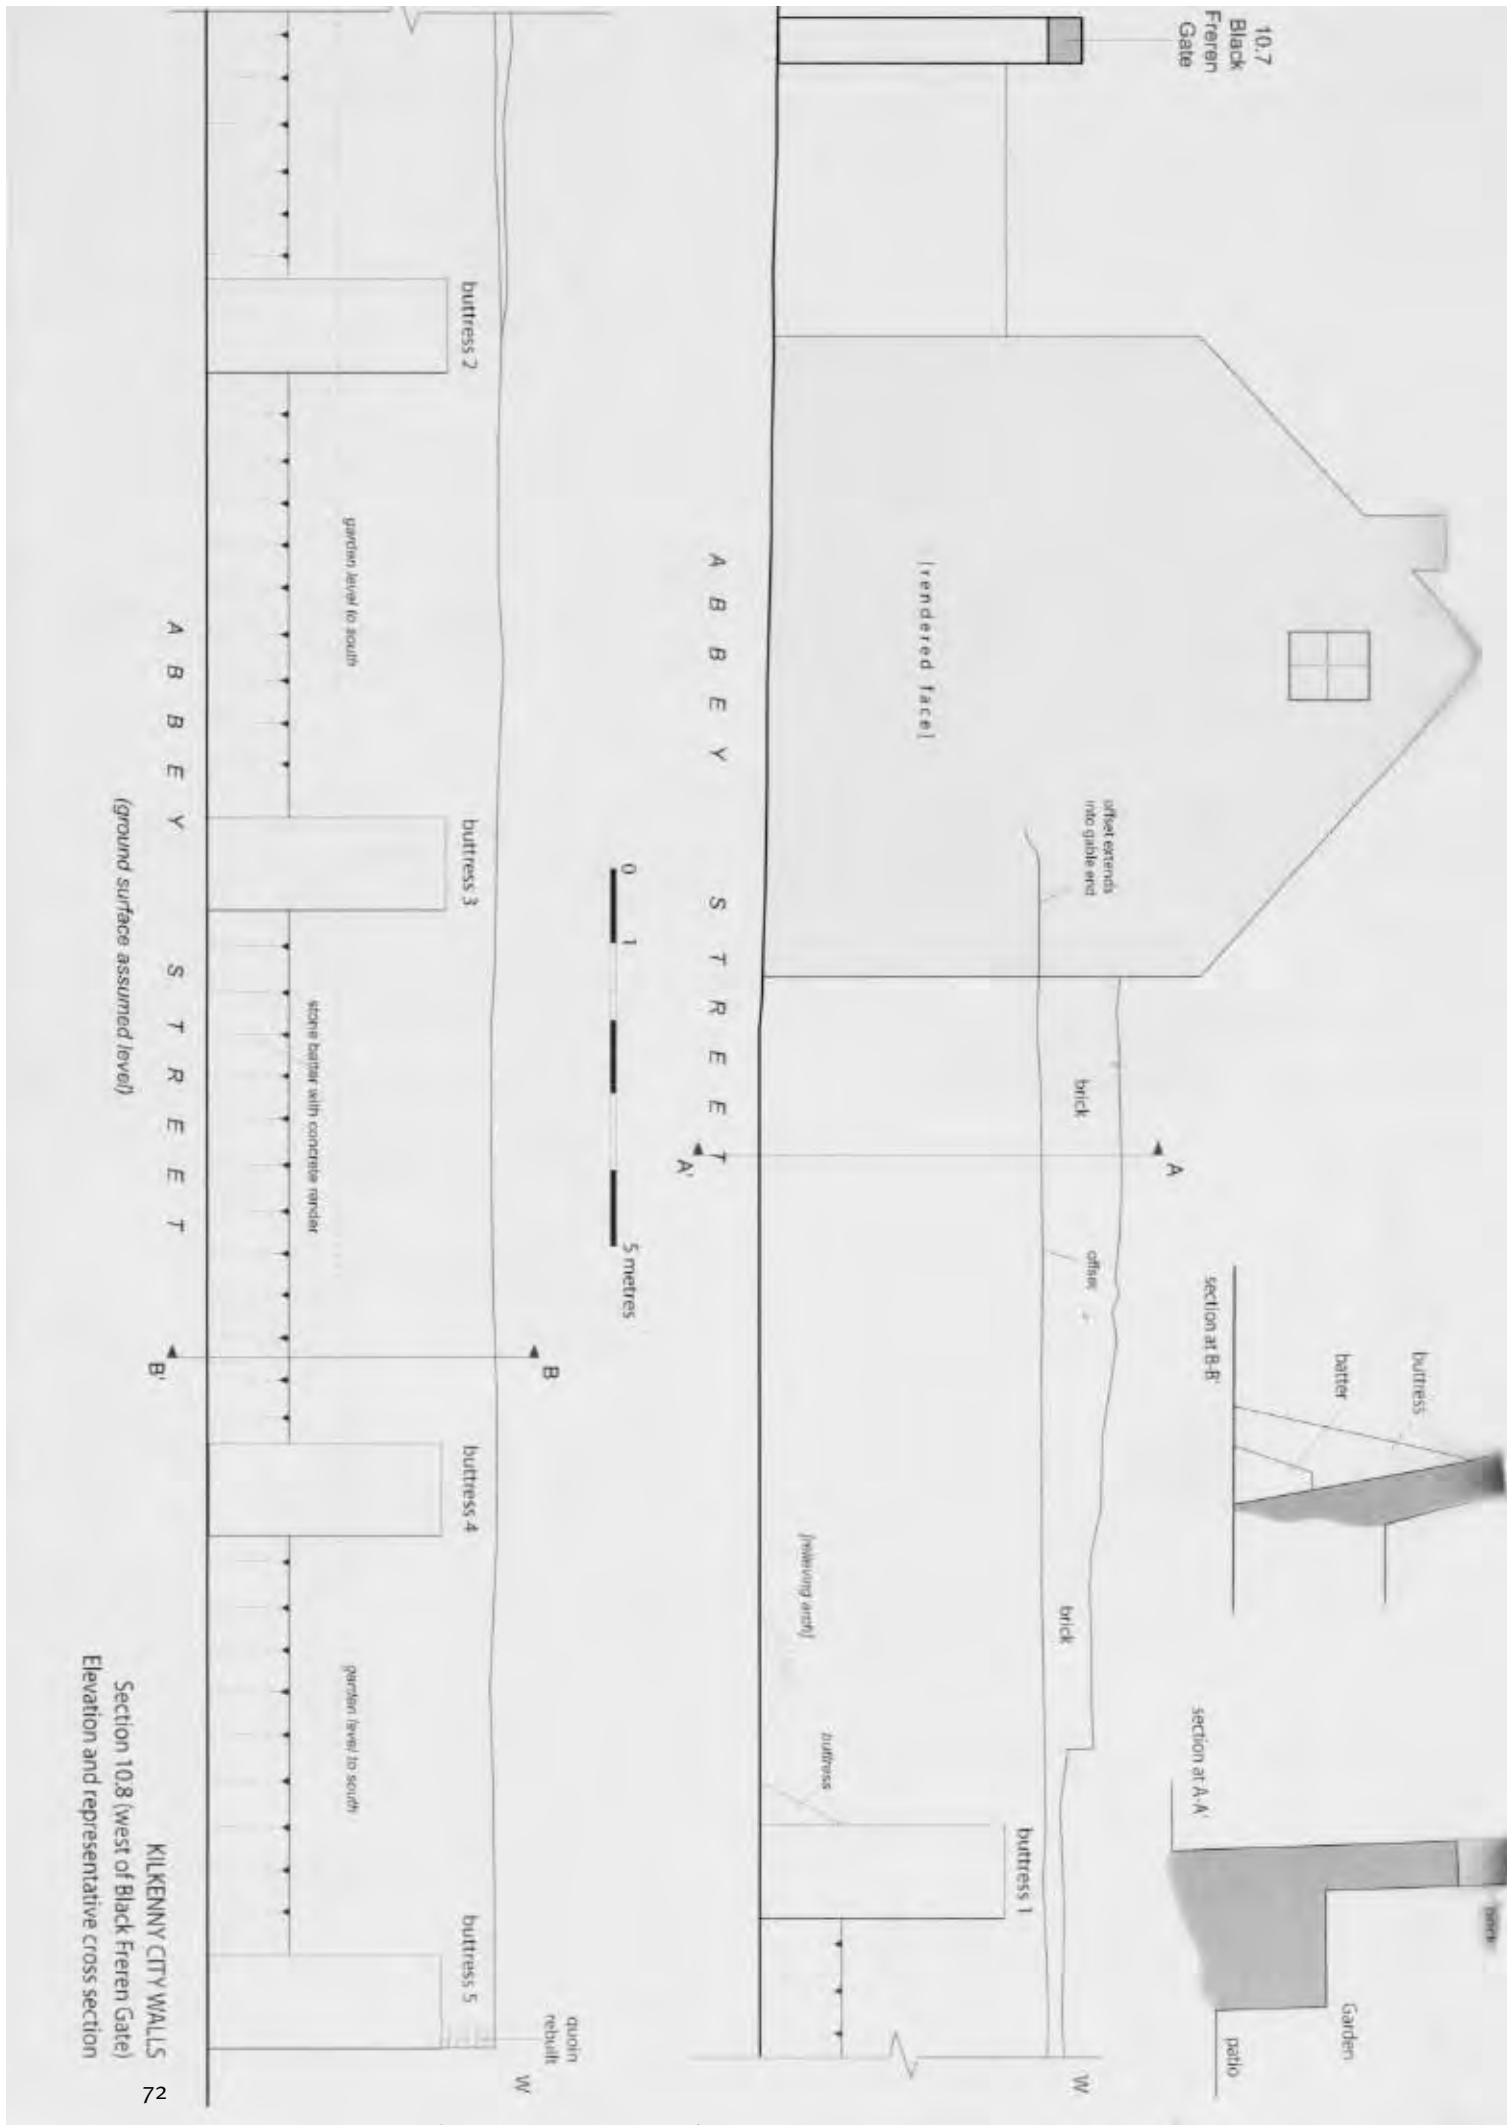 10.7
Black
Freren
Gate
[rendered face]
offset extends
into gable end
brick
A
offset
section at B-B'
buttress
batter
brick
[relieving arch]
buttress
buttress 1
section at A-A'
Garden
patio
W
ABBEY STREET
A'
0 1 5 metres
buttress 2
garden level to south
buttress 3
stone batter with concrete render
B
buttress 4
garden level to south
buttress 5
quoin
rebuilt
W
ABBEY STREET
(ground surface assumed level)
B'
KILKENNY CITY WALLS
Section 10.8 (west of Black Freren Gate)
Elevation and representative cross section
72